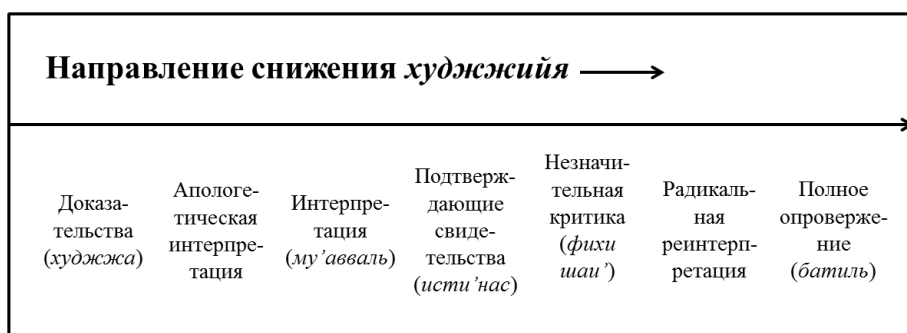 Направление снижения худжжийя
Доказа-
тельства
(худжжа)
Апологе-
тическая
интерпре-
тация
Интерпре-
тация
(му’авваль)
Подтверж-
дающие
свиде-
тельства
(исти’нас)
Незначи-
тельная
критика
(фихи
шаи’)
Радикаль-
ная
реинтерп-
ретация
Полное
опроверже-
ние
(батиль)